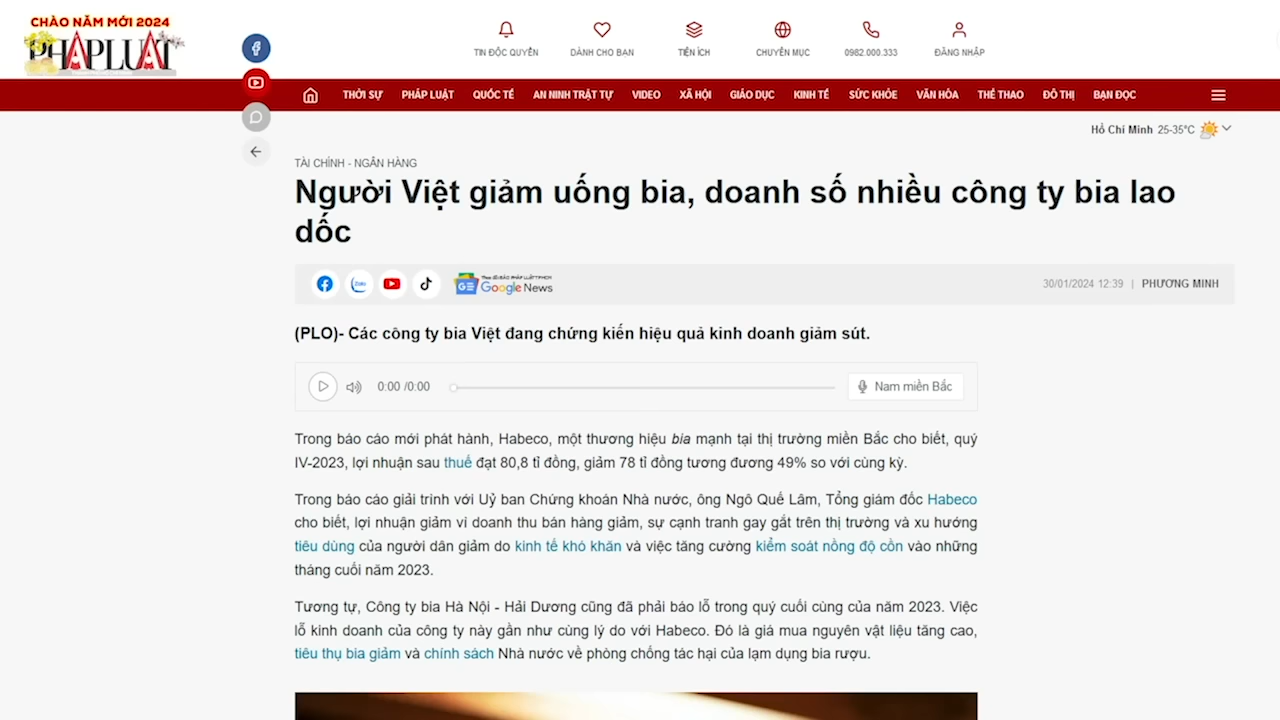 CHÀO NĂM MỚI 2024
PHÁPLUẬT
TIN ĐỘC QUYỀN
DÀNH CHO BẠN
TIỆN ÍCH
CHUYÊN MỤC
0982.000.333
ĐĂNG NHẬP
THỜI SỰ PHÁP LUẬT QUỐC TẾ AN NINH TRẬT TỰ VIDEO XÃ HỘI GIÁO DỤC KINH TẾ SỨC KHỎE VĂN HÓA THỂ THAO ĐÔ THỊ BẠN ĐỌC
Hồ Chí Minh 25-35°C
TÀI CHÍNH - NGÂN HÀNG
Người Việt giảm uống bia, doanh số nhiều công ty bia lao
dốc
Zalo
Google News
30/01/2024 12:39 | PHƯƠNG MINH
(PLO)- Các công ty bia Việt đang chứng kiến hiệu quả kinh doanh giảm sút.
0:00 /0:00
Nam miền Bắc
Trong báo cáo mới phát hành, Habeco, một thương hiệu bia mạnh tại thị trường miền Bắc cho biết, quý
IV-2023, lợi nhuận sau thuế đạt 80,8 tỉ đồng, giảm 78 tỉ đồng tương đương 49% so với cùng kỳ.
Trong báo cáo giải trình với Uỷ ban Chứng khoán Nhà nước, ông Ngô Quế Lâm, Tổng giám đốc Habeco
cho biết, lợi nhuận giảm vì doanh thu bán hàng giảm, sự cạnh tranh gay gắt trên thị trường và xu hướng
tiêu dùng của người dân giảm do kinh tế khó khăn và việc tăng cường kiểm soát nồng độ cồn vào những
tháng cuối năm 2023.
Tương tự, Công ty bia Hà Nội - Hải Dương cũng đã phải báo lỗ trong quý cuối cùng của năm 2023. Việc
lỗ kinh doanh của công ty này gần như cùng lý do với Habeco. Đó là giá mua nguyên vật liệu tăng cao,
tiêu thụ bia giảm và chính sách Nhà nước về phòng chống tác hại của lạm dụng bia rượu.